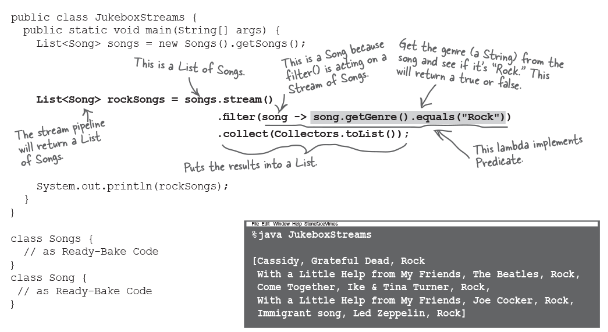 public class JukeboxStreams {
public static void main(String[] args) {
List<Song> songs = new Songs().getSongs();
This is a List of Songs.
This is a Song because
filter() is acting on a
Stream of Songs.
Get the genre (a String) from the
song and see if it's "Rock." This
will return a true or false.
List<Song> rockSongs = songs.stream()
.filter(song -> song.getGenre().equals("Rock"))
.collect(Collectors.toList());
The stream pipeline
will return a List
of Songs.
Puts the results into a List
This lambda implements
Predicate.
System.out.println(rockSongs);
}
}
class Songs {
// as Ready-Bake Code
}
class Song {
// as Ready-Bake Code
}
File Edit Window Help
%java JukeboxStreams
[Cassidy, Grateful Dead, Rock
With a Little Help from My Friends, The Beatles, Rock,
Come Together, Ike & Tina Turner, Rock,
With a Little Help from My Friends, Joe Cocker, Rock,
Immigrant song, Led Zeppelin, Rock]